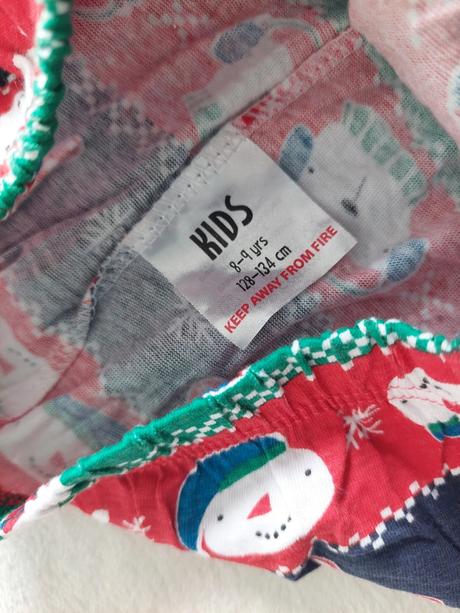 KIDS
8-9 yrs
128-134 cm
KEEP AWAY FROM FIRE